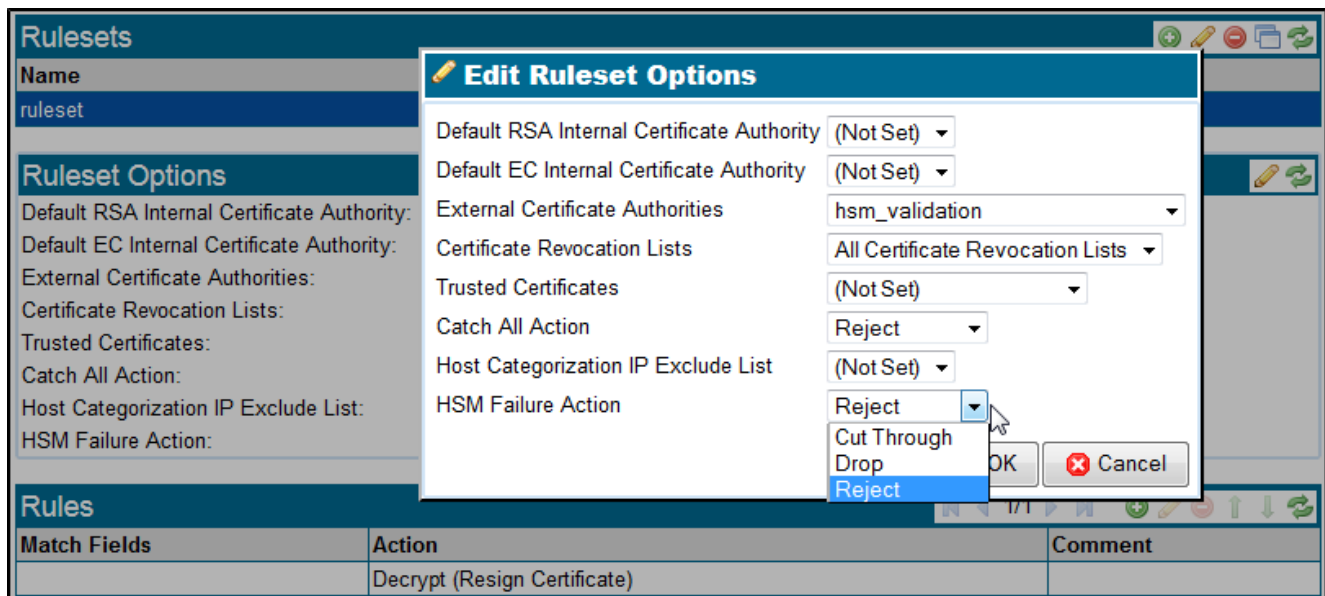 Rulesets
Name
ruleset
Ruleset Options
Default RSA Internal Certificate Authority:
Default EC Internal Certificate Authority:
External Certificate Authorities:
Certificate Revocation Lists:
Trusted Certificates:
Catch All Action:
Host Categorization IP Exclude List:
HSM Failure Action:
Edit Ruleset Options
Default RSA Internal Certificate Authority (Not Set)
Default EC Internal Certificate Authority (Not Set)
External Certificate Authorities hsm_validation
Certificate Revocation Lists All Certificate Revocation Lists
Trusted Certificates (Not Set)
Catch All Action Reject
Host Categorization IP Exclude List (Not Set)
HSM Failure Action Reject
Cut Through
Drop
Reject
OK Cancel
Rules 1/1
Match Fields Action Comment
Decrypt (Resign Certificate)